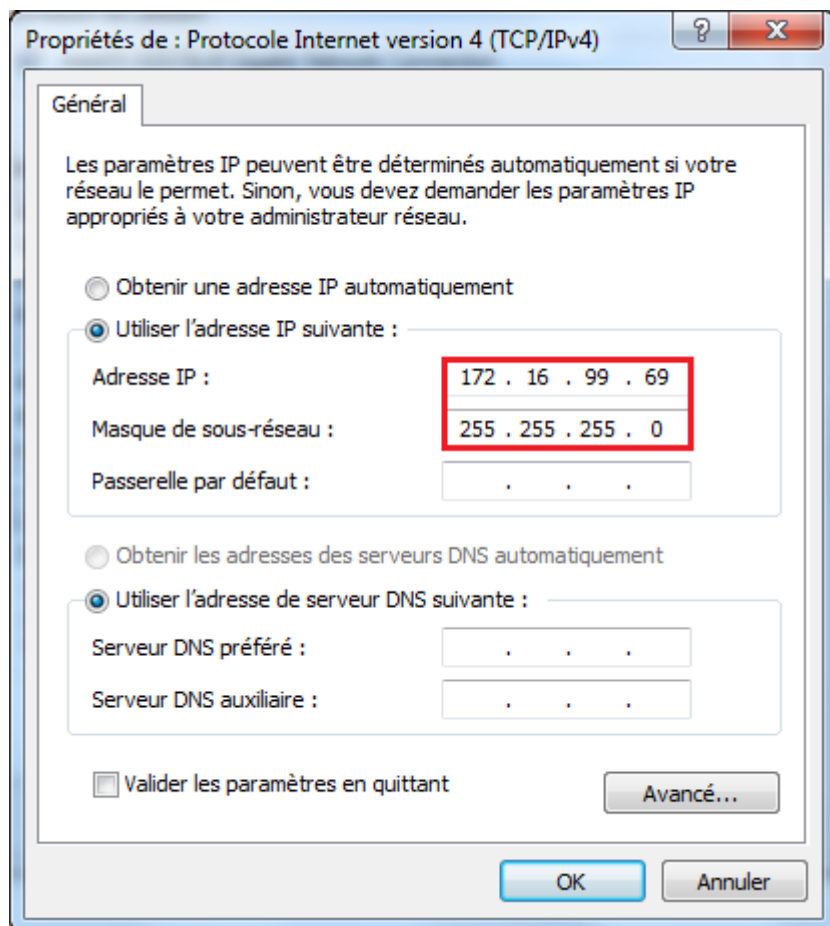 Propriétés de : Protocole Internet version 4 (TCP/IPv4)
Général
Les paramètres IP peuvent être déterminés automatiquement si votre
réseau le permet. Sinon, vous devez demander les paramètres IP
appropriés à votre administrateur réseau.
Obtenir une adresse IP automatiquement
Utiliser l'adresse IP suivante :
Adresse IP : 172 . 16 . 99 . 69
Masque de sous-réseau : 255 . 255 . 255 . 0
Passerelle par défaut : . . .
Obtenir les adresses des serveurs DNS automatiquement
Utiliser l'adresse de serveur DNS suivante :
Serveur DNS préféré : . . .
Serveur DNS auxiliaire : . . .
Valider les paramètres en quittant
Avancé...
OK Annuler